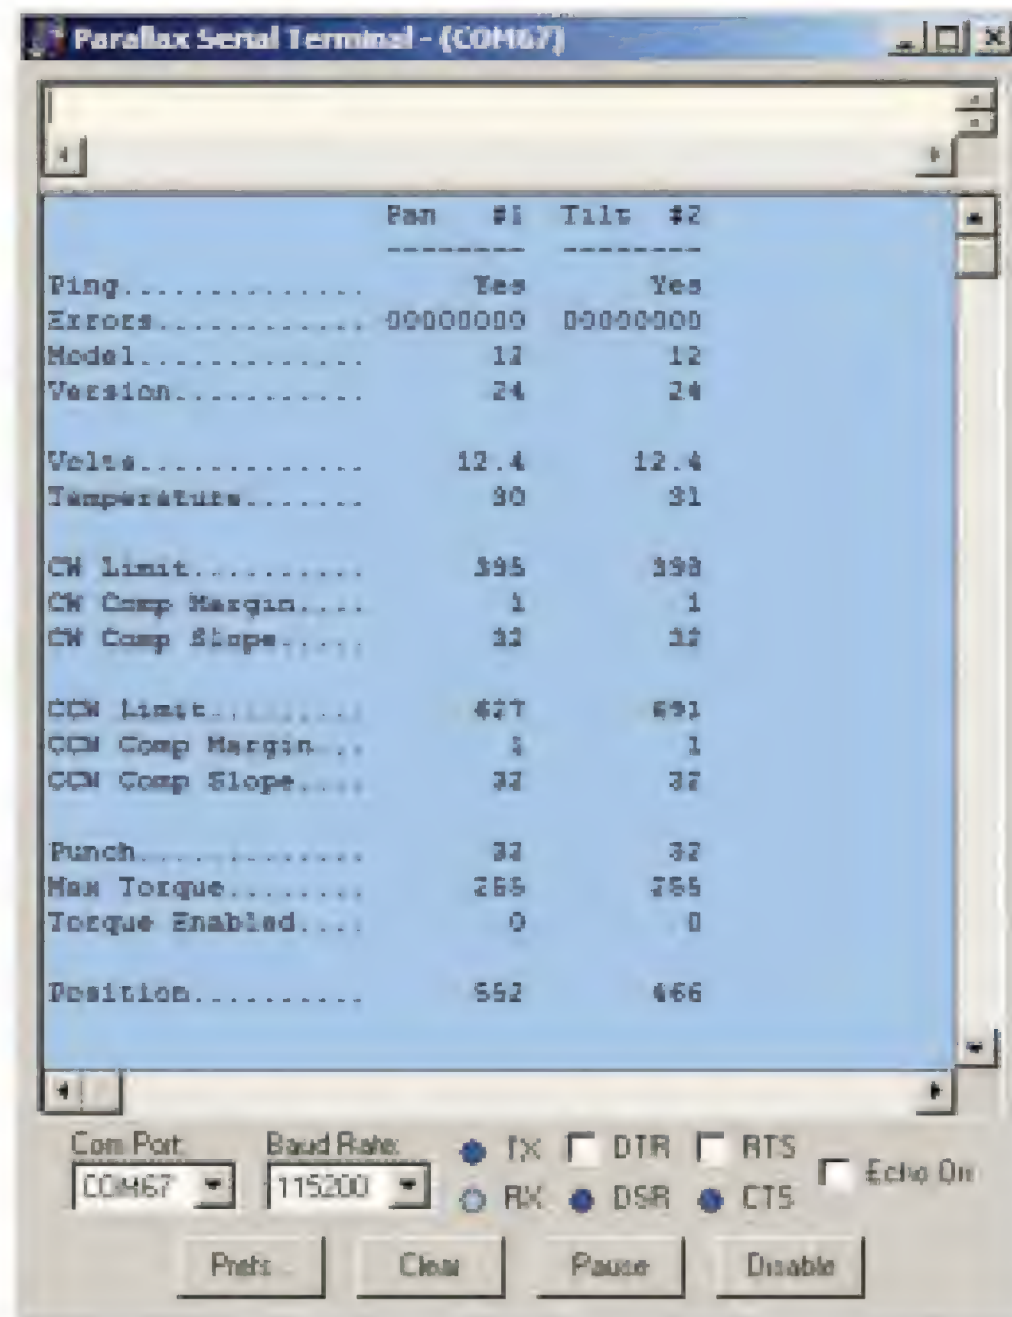 Parallax Serial Terminal - (COM67)
Pan #1 Tilt #2
-------- --------
Ping.............. Yes Yes
Errors............ 00000000 00000000
Model............. 12 12
Version........... 24 24
Volts............. 12.4 12.4
Temperature....... 30 31
CW Limit.......... 395 393
CW Comp Margin.... 1 1
CW Comp Slope..... 32 32
CCW Limit......... 627 691
CCW Comp Margin... 1 1
CCW Comp Slope.... 32 32
Punch............. 32 32
Max Torque........ 255 255
Torque Enabled.... 0 0
Position.......... 552 466
Com Port: Baud Rate: TX DTR RTS
COM67 115200 RX DSR CTS Echo On
Prefs... Clear Pause Disable